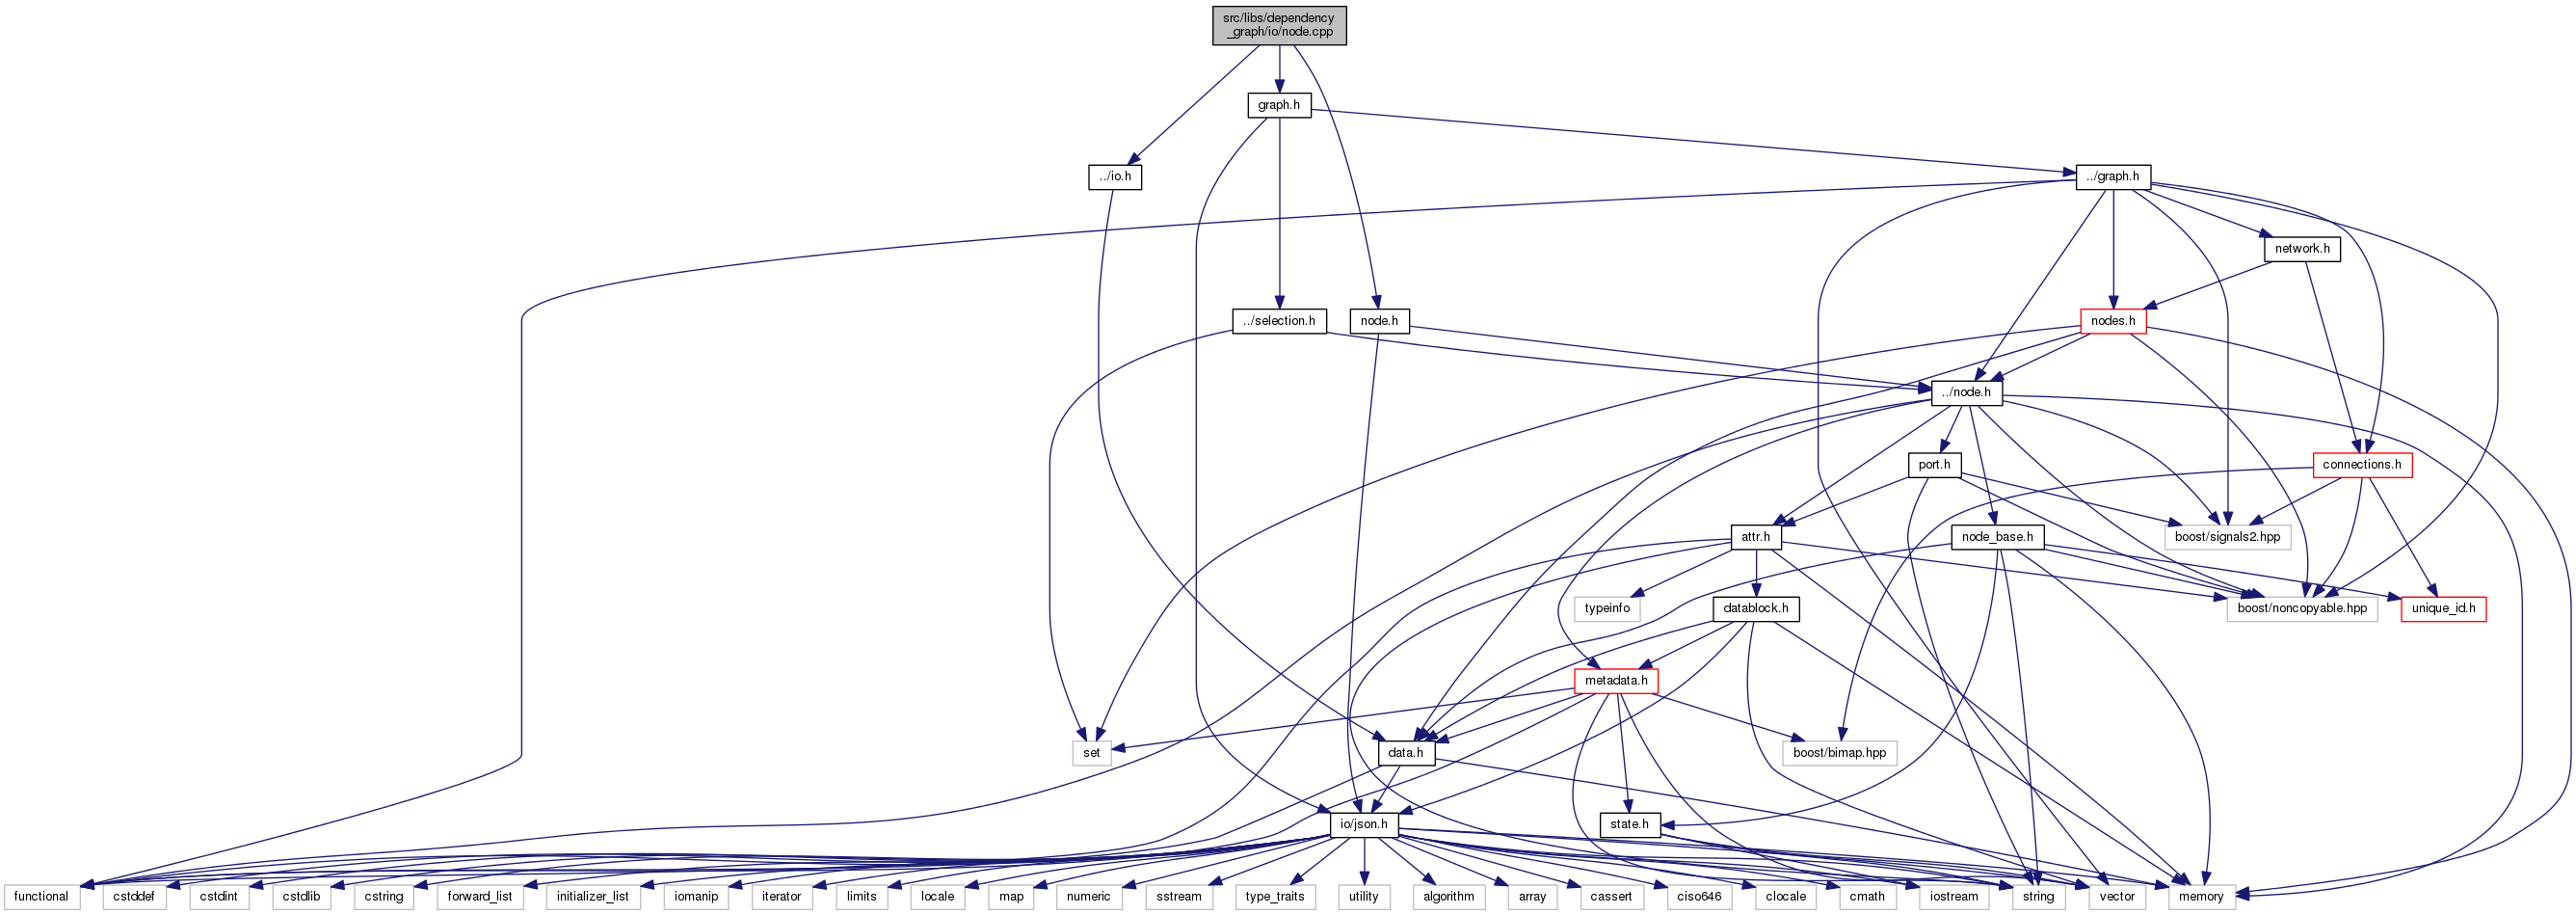 src/libs/dependency
_graph/io/node.cpp
graph.h
../io.h
../graph.h
network.h
../selection.h
node.h
nodes.h
../node.h
port.h
connections.h
attr.h
node_base.h
boost/signals2.hpp
typeinfo
datablock.h
boost/noncopyable.hpp
unique_id.h
metadata.h
set
data.h
boost/bimap.hpp
io/json.h
state.h
functional
cstddef
cstdint
cstdlib
cstring
forward_list
initializer_list
iomanip
iterator
limits
locale
map
numeric
sstream
type_traits
utility
algorithm
array
cassert
ciso646
clocale
cmath
iostream
string
vector
memory